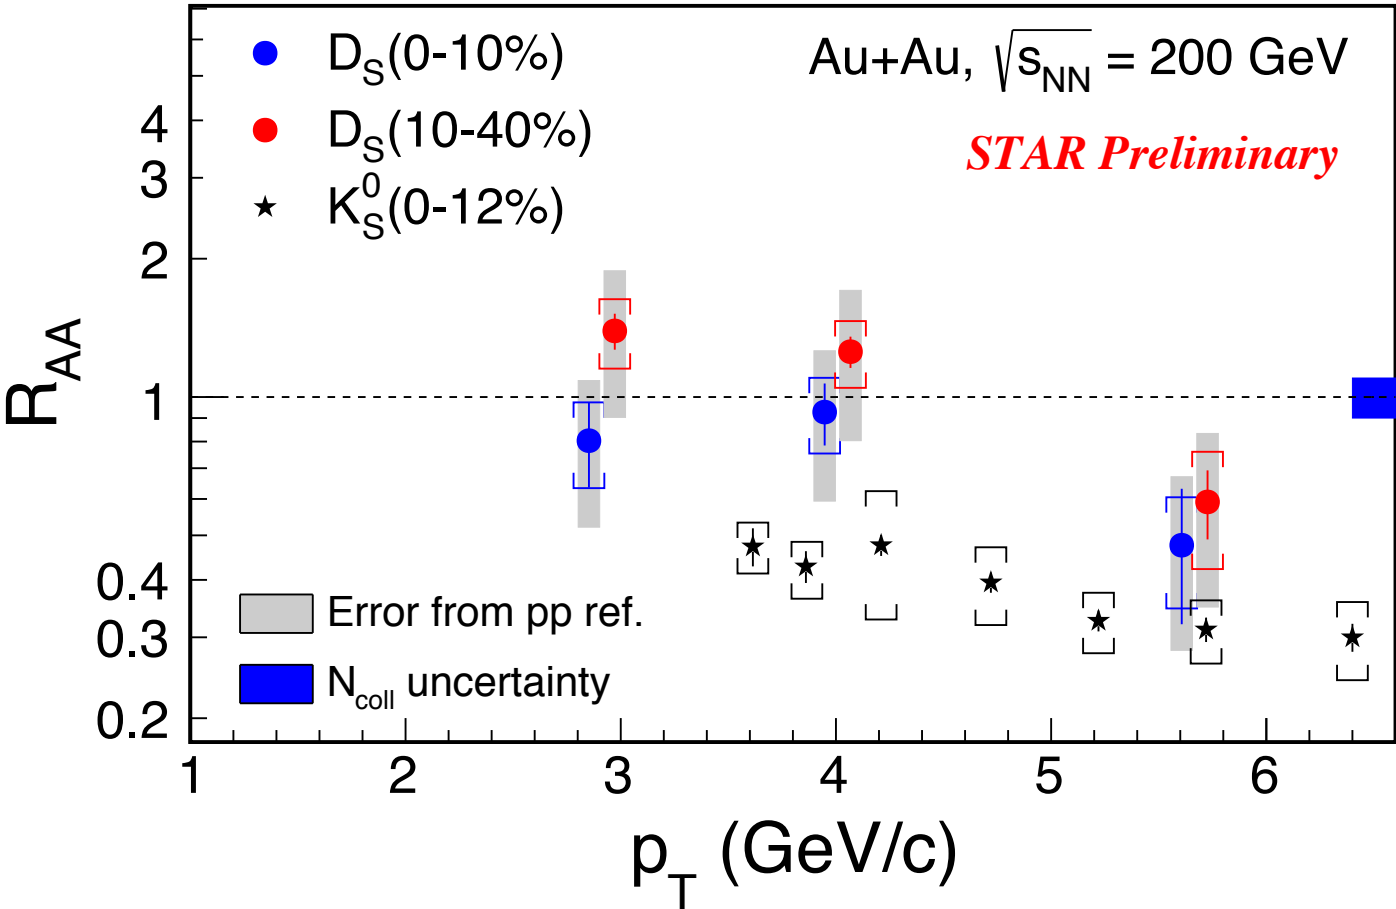 D_S(0-10%)
Au+Au, √s_NN = 200 GeV
D_S(10-40%)
STAR Preliminary
K^0_S(0-12%)
4
3
2
1
0.4
0.3
0.2
R_AA
Error from pp ref.
N_coll uncertainty
1 2 3 4 5 6
p_T (GeV/c)